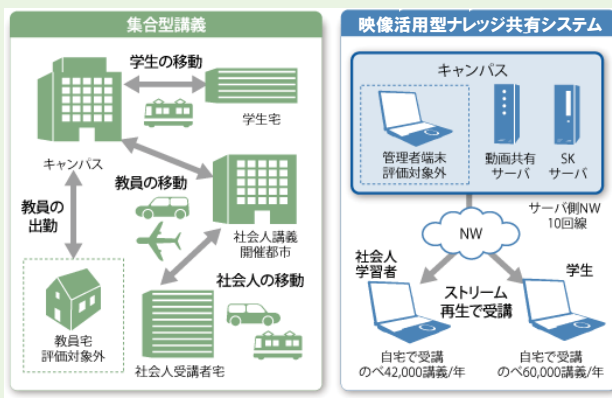 集合型講義
学生の移動
学生宅
キャンパス
教員の移動
教員の
出勤
社会人講義
開催都市
社会人の移動
教員宅
評価対象外
社会人受講者宅
映像活用型ナレッジ共有システム
キャンパス
管理者端末
評価対象外
動画共有
サーバ
SK
サーバ
サーバ側NW
10回線
NW
社会人
学習者
学生
ストリーム
再生で受講
自宅で受講
のべ42,000講義/年
自宅で受講
のべ60,000講義/年